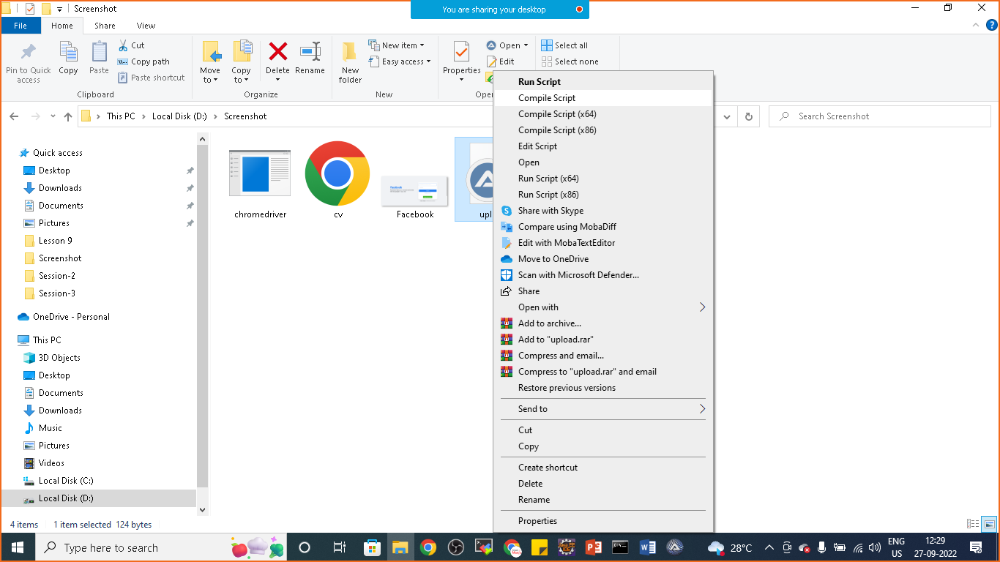 Screenshot
You are sharing your desktop
File
Home
Share
View
Pin to Quick
access
Copy
Paste
Cut
Copy path
Paste shortcut
Clipboard
Move
to
Copy
to
Delete
Rename
Organize
New
folder
New item
Easy access
New
Properties
Open
Edit
Open
Select all
Select none
This PC
Local Disk (D:)
Screenshot
Search Screenshot
Quick access
Desktop
Downloads
Documents
Pictures
Lesson 9
Screenshot
Session-2
Session-3
OneDrive - Personal
This PC
3D Objects
Desktop
Documents
Downloads
Music
Pictures
Videos
Local Disk (C:)
Local Disk (D:)
chromedriver
cv
Facebook
upl
Run Script
Compile Script
Compile Script (x64)
Compile Script (x86)
Edit Script
Open
Run Script (x64)
Run Script (x86)
Share with Skype
Compare using MobaDiff
Edit with MobaTextEditor
Move to OneDrive
Scan with Microsoft Defender...
Share
Open with
Add to archive...
Add to "upload.rar"
Compress and email...
Compress to "upload.rar" and email
Restore previous versions
Send to
Cut
Copy
Create shortcut
Delete
Rename
Properties
4 items
1 item selected 124 bytes
Type here to search
28°C
ENG
US
12:29
27-09-2022